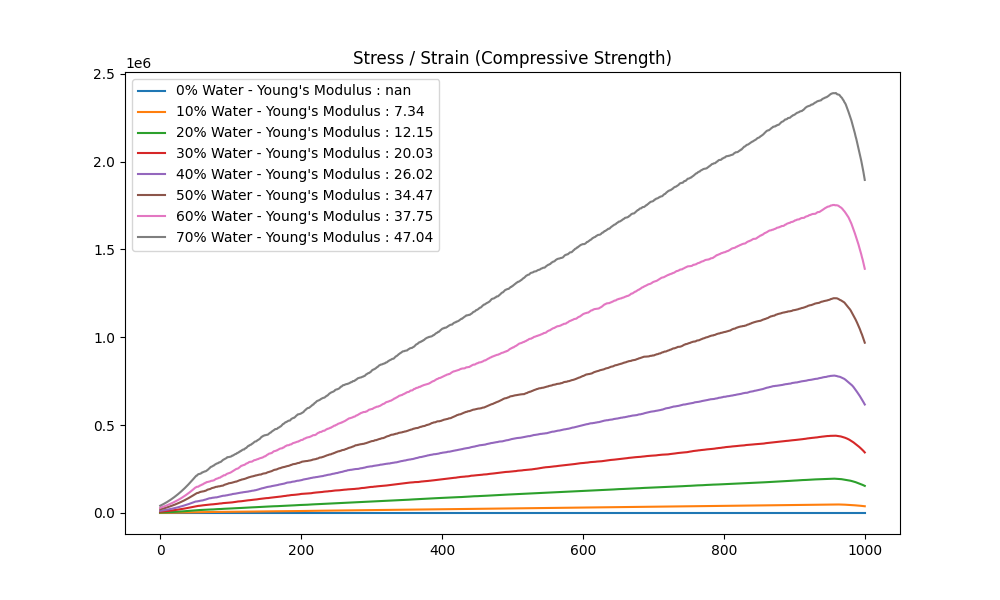 Stress / Strain (Compressive Strength)
1e6
2.5
2.0
1.5
1.0
0.5
0.0
0% Water - Young's Modulus : nan
10% Water - Young's Modulus : 7.34
20% Water - Young's Modulus : 12.15
30% Water - Young's Modulus : 20.03
40% Water - Young's Modulus : 26.02
50% Water - Young's Modulus : 34.47
60% Water - Young's Modulus : 37.75
70% Water - Young's Modulus : 47.04
0 200 400 600 800 1000